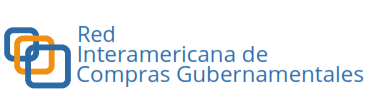 Red
Interamericana de
Compras Gubernamentales